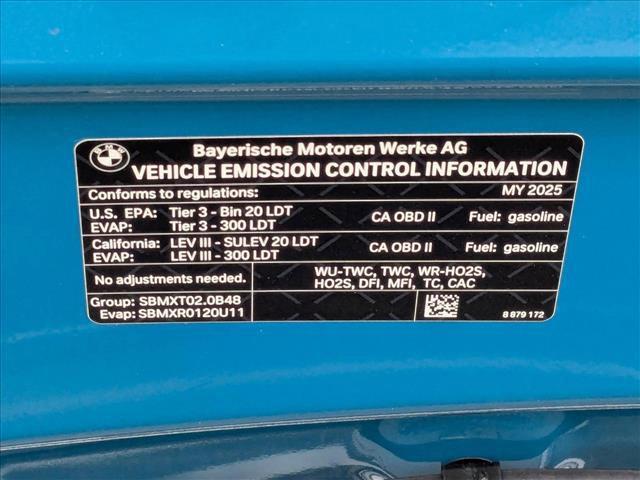 BMW
Bayerische Motoren Werke AG
VEHICLE EMISSION CONTROL INFORMATION
Conforms to regulations: MY 2025
U.S. EPA: Tier 3 - Bin 20 LDT CA OBD II Fuel: gasoline
EVAP: Tier 3 - 300 LDT
California: LEV III - SULEV 20 LDT CA OBD II Fuel: gasoline
EVAP: LEV III - 300 LDT
No adjustments needed. WU-TWC, TWC, WR-HO2S,
HO2S, DFI, MFI, TC, CAC
Group: SBMXT02.0B48
Evap: SBMXR0120U11 8 879 172